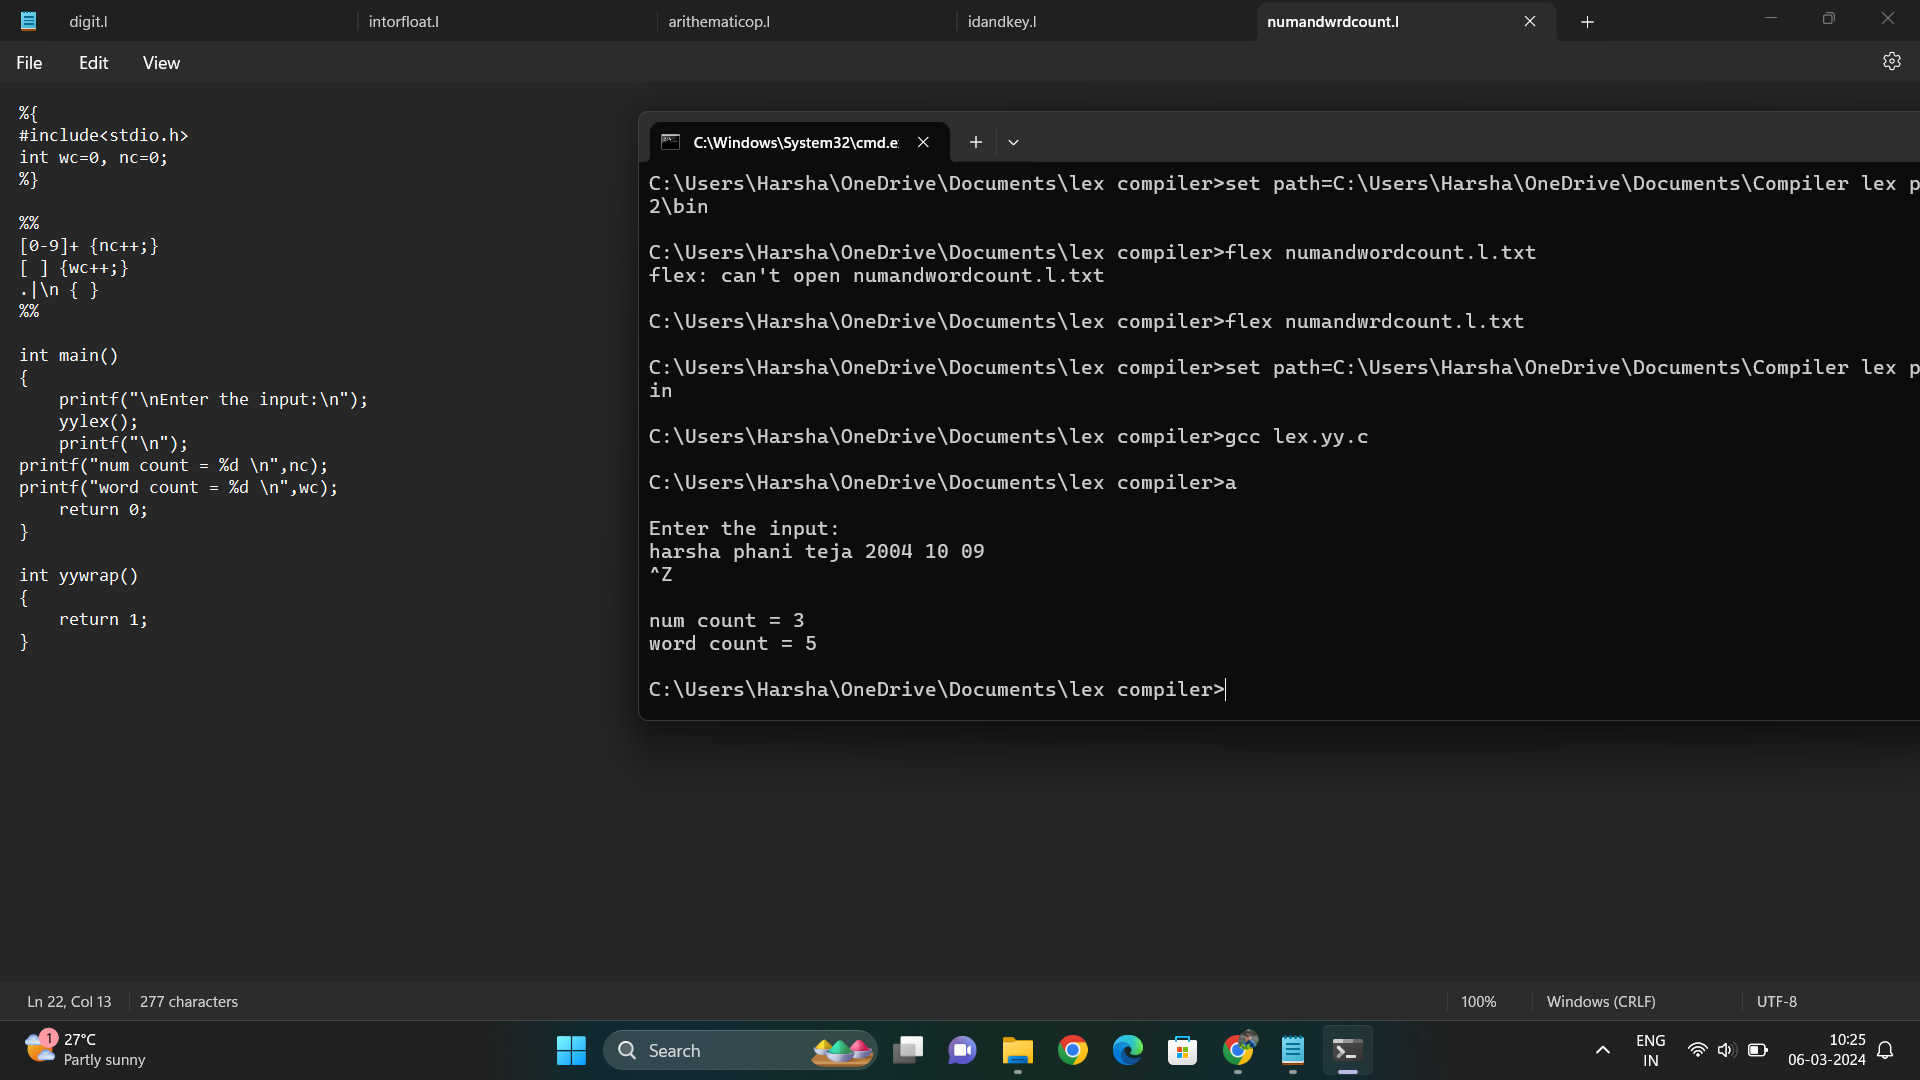 digit.l
intorfloat.l
arithematicop.l
idandkey.l
numandwrdcount.l
File
Edit
View
%{
#include<stdio.h>
int wc=0, nc=0;
%}
%%
[0-9]+ {nc++;}
[ ] {wc++;}
.|\n { }
%%
int main()
{
    printf("\nEnter the input:\n");
    yylex();
    printf("\n");
printf("num count = %d \n",nc);
printf("word count = %d \n",wc);
    return 0;
}
int yywrap()
{
    return 1;
}
C:\Windows\System32\cmd.e
C:\Users\Harsha\OneDrive\Documents\lex compiler>set path=C:\Users\Harsha\OneDrive\Documents\Compiler lex p
2\bin
C:\Users\Harsha\OneDrive\Documents\lex compiler>flex numandwordcount.l.txt
flex: can't open numandwordcount.l.txt
C:\Users\Harsha\OneDrive\Documents\lex compiler>flex numandwrdcount.l.txt
C:\Users\Harsha\OneDrive\Documents\lex compiler>set path=C:\Users\Harsha\OneDrive\Documents\Compiler lex p
in
C:\Users\Harsha\OneDrive\Documents\lex compiler>gcc lex.yy.c
C:\Users\Harsha\OneDrive\Documents\lex compiler>a
Enter the input:
harsha phani teja 2004 10 09
^Z
num count = 3
word count = 5
C:\Users\Harsha\OneDrive\Documents\lex compiler>
Ln 22, Col 13
277 characters
100%
Windows (CRLF)
UTF-8
1
27°C
Partly sunny
Search
ENG
IN
10:25
06-03-2024